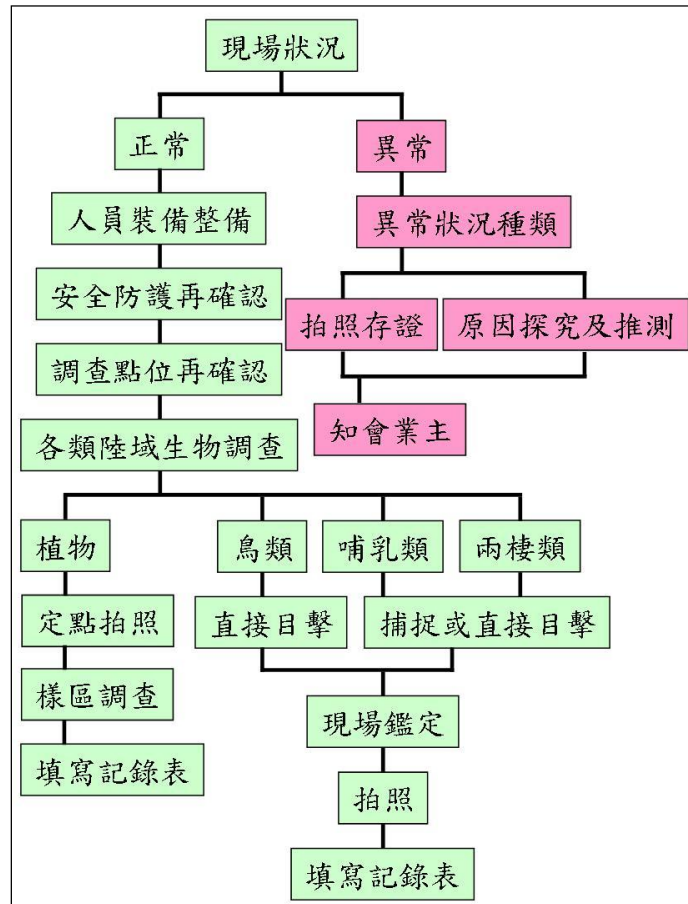 現場狀況
正常
異常
人員裝備整備
異常狀況種類
安全防護再確認
拍照存證
原因探究及推測
調查點位再確認
知會業主
各類陸域生物調查
植物
鳥類
哺乳類
兩棲類
定點拍照
直接目擊
捕捉或直接目擊
樣區調查
現場鑑定
填寫記錄表
拍照
填寫記錄表